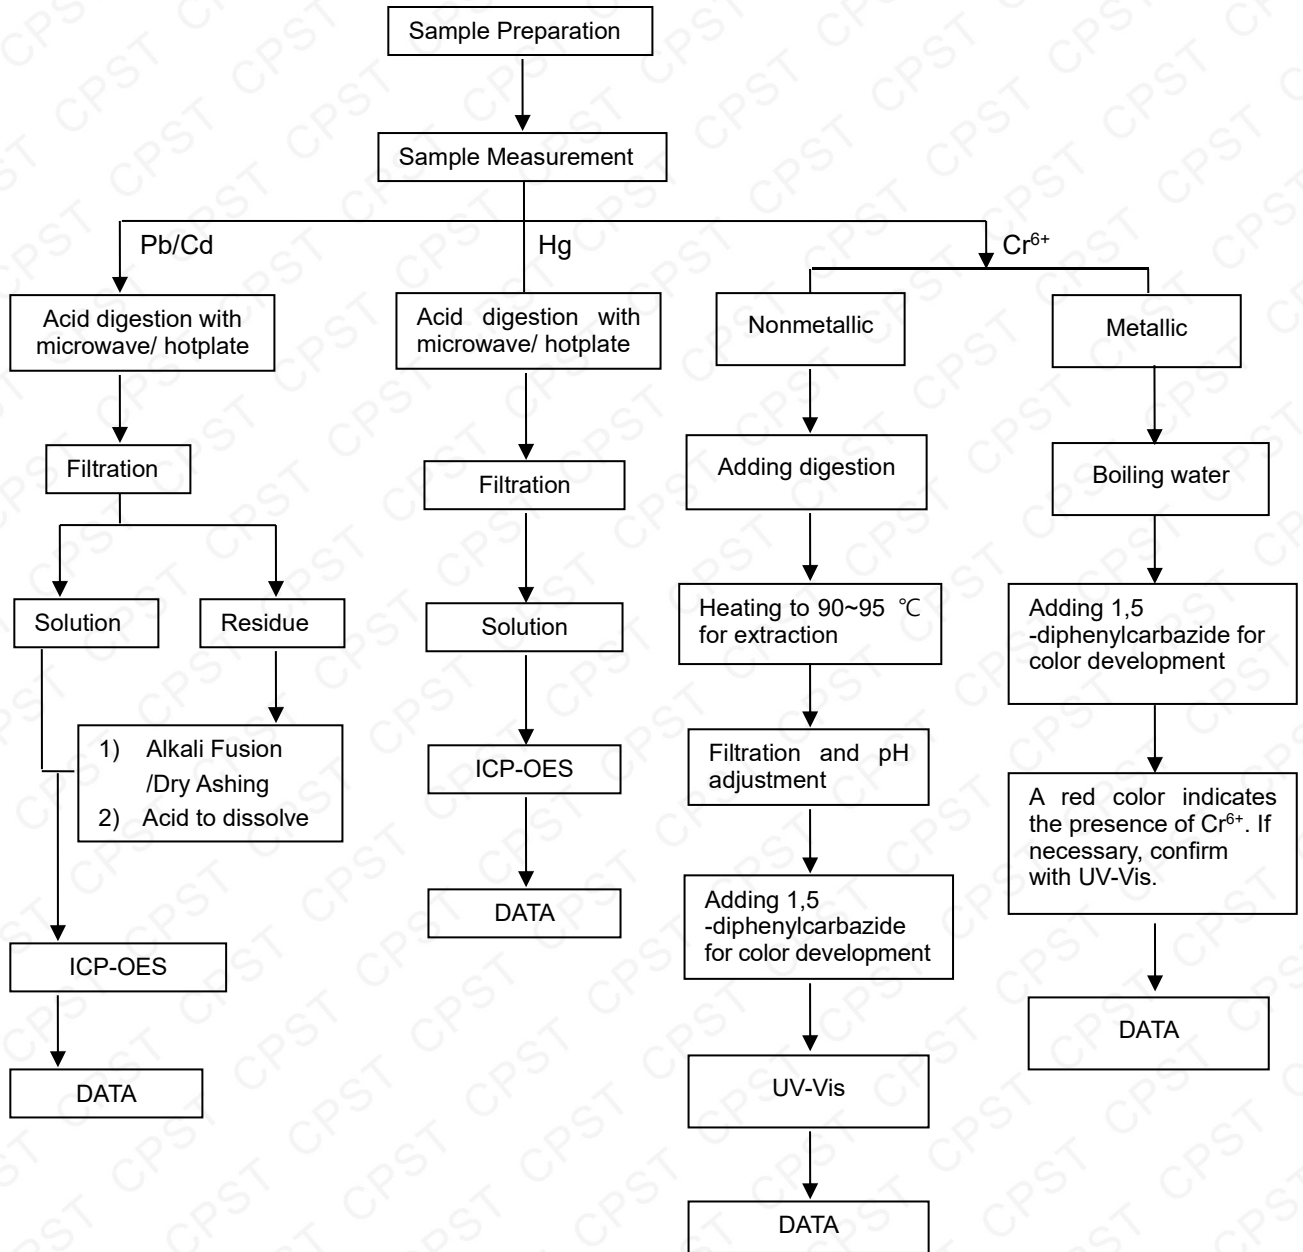 Sample Preparation
Sample Measurement
Pb/Cd
Hg
Cr⁶⁺
Acid digestion with
microwave/ hotplate
Acid digestion with
microwave/ hotplate
Nonmetallic
Metallic
Filtration
Filtration
Adding digestion
Boiling water
Solution
Residue
Solution
Heating to 90~95 ℃
for extraction
Adding 1,5
-diphenylcarbazide for
color development
1) Alkali Fusion
/Dry Ashing
2) Acid to dissolve
ICP-OES
Filtration and pH
adjustment
A red color indicates
the presence of Cr⁶⁺. If
necessary, confirm
with UV-Vis.
ICP-OES
DATA
Adding 1,5
-diphenylcarbazide
for color development
DATA
DATA
UV-Vis
DATA
CPST